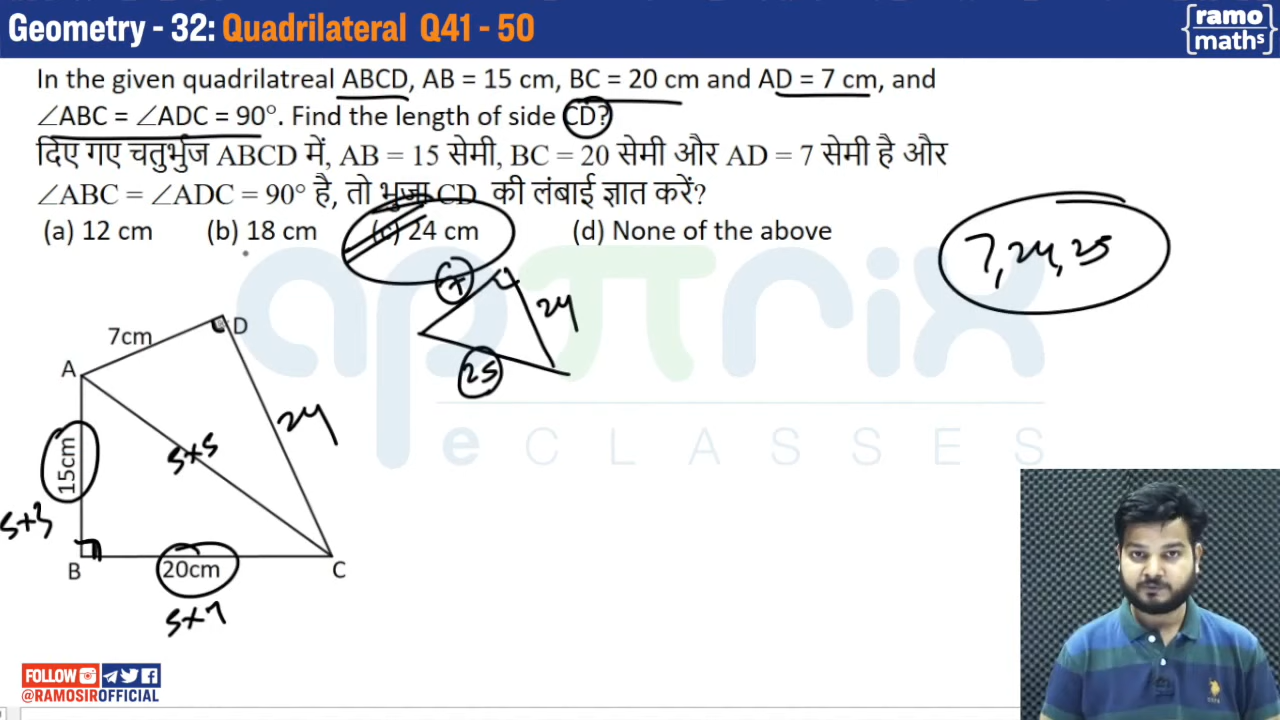 Geometry - 32: Quadrilateral Q41 - 50
ramo
maths
In the given quadrilatreal ABCD, AB = 15 cm, BC = 20 cm and AD = 7 cm, and
∠ABC = ∠ADC = 90°. Find the length of side CD?
दिए गए चतुर्भुज ABCD में, AB = 15 सेमी, BC = 20 सेमी और AD = 7 सेमी है और
∠ABC = ∠ADC = 90° है, तो भुजा CD की लंबाई ज्ञात करें?
(a) 12 cm (b) 18 cm (c) 24 cm (d) None of the above
7, 24, 25
7
24
25
7cm
D
A
24
5×5
15cm
5×3
B
20cm
C
5×4
apπrix
e CLASSES
FOLLOW
@RAMOSIROFFICIAL